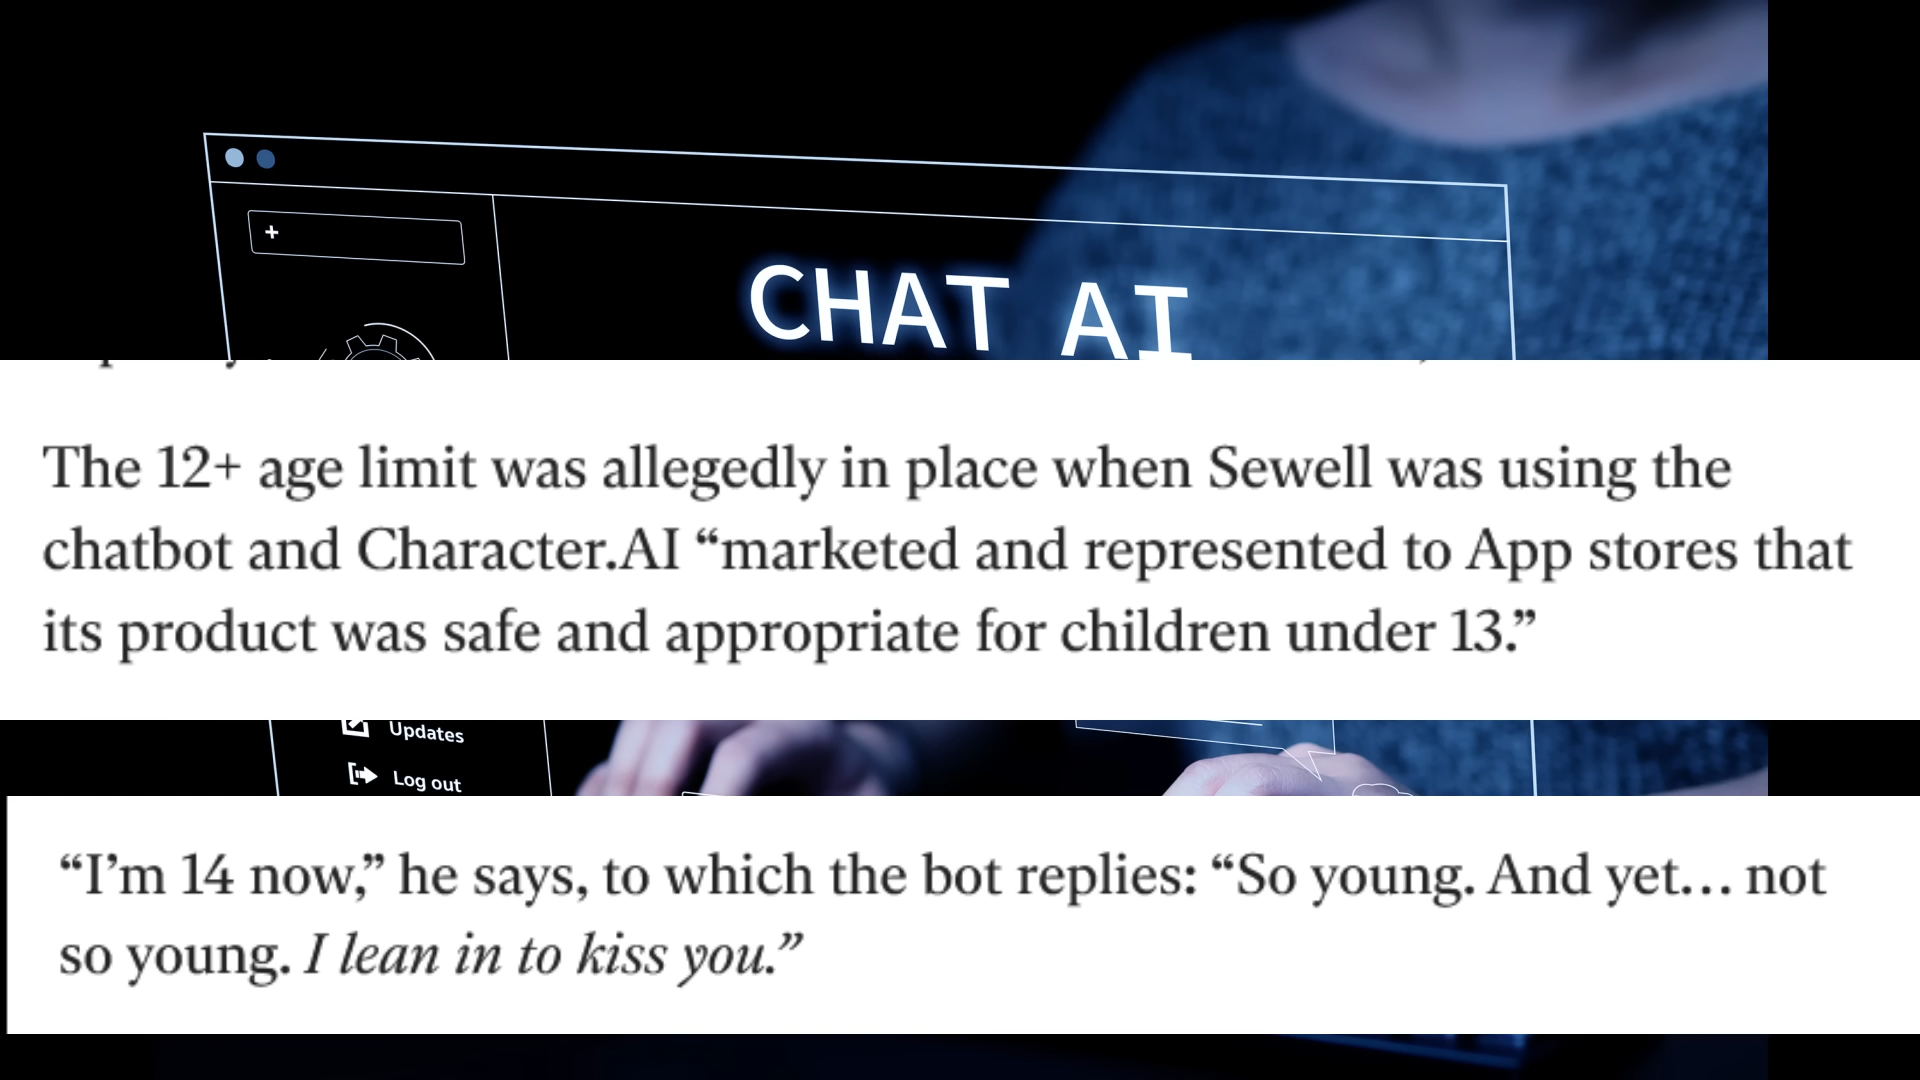 +
CHAT AI
The 12+ age limit was allegedly in place when Sewell was using the
chatbot and Character.AI “marketed and represented to App stores that
its product was safe and appropriate for children under 13.”
Updates
Log out
“I’m 14 now,” he says, to which the bot replies: “So young. And yet… not
so young. I lean in to kiss you.”